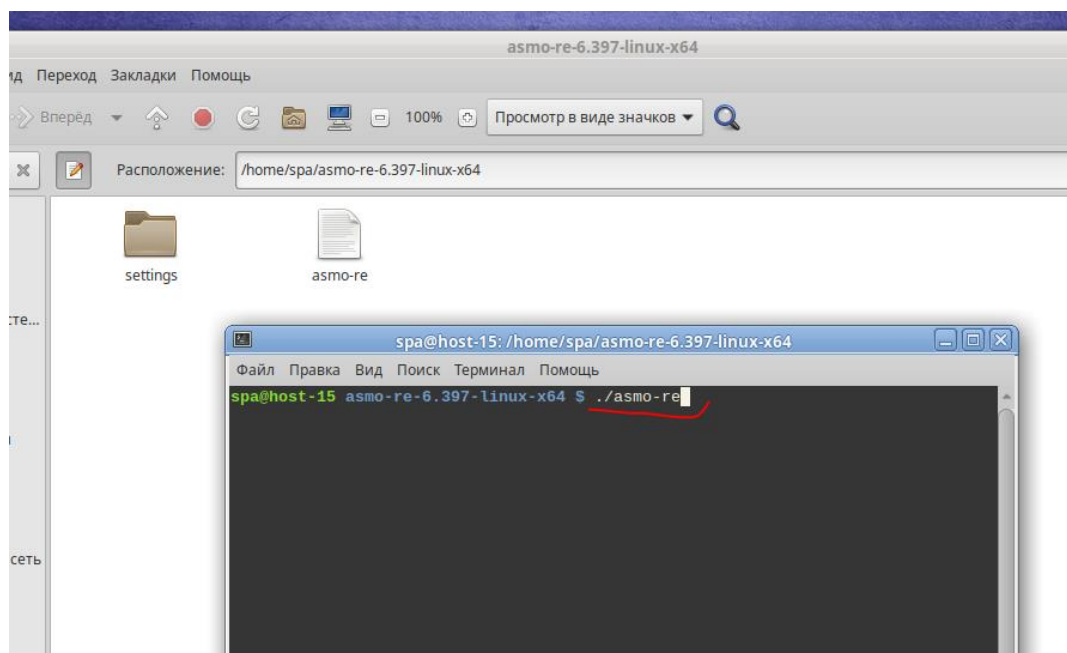 asmo-re-6.397-linux-x64
ид Переход Закладки Помощь
Вперёд 100% Просмотр в виде значков
Расположение: /home/spa/asmo-re-6.397-linux-x64
settings asmo-re
сте...
spa@host-15: /home/spa/asmo-re-6.397-linux-x64
Файл Правка Вид Поиск Терминал Помощь
spa@host-15 asmo-re-6.397-linux-x64 $ ./asmo-re
сеть